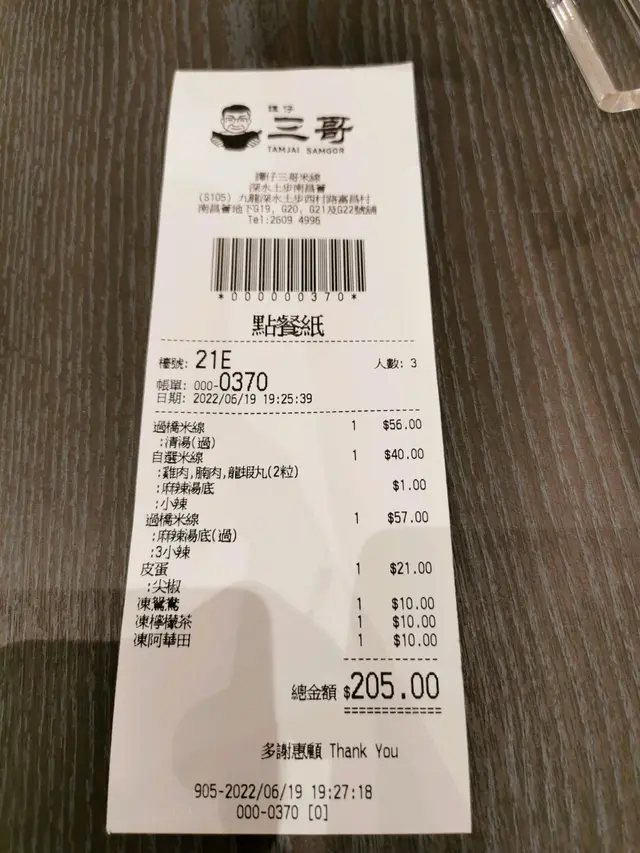 譚仔
三哥
TAMJAI SAMGOR
譚仔三哥米線
深水土步南昌薈
(S105) 九龍深水土步西村路富昌村
南昌薈地下G19, G20, G21及G22號舖
Tel:2609 4996
*000000370*
點餐紙
檯號: 21E 人數: 3
帳單: 000-0370
日期: 2022/06/19 19:25:39
過橋米線 1 $56.00
:清湯(過)
自選米線 1 $40.00
:雞肉,腩肉,龍蝦丸(2粒)
:麻辣湯底 $1.00
:小辣
過橋米線 1 $57.00
:麻辣湯底(過)
:3小辣
皮蛋 1 $21.00
:尖椒
凍鴛鴦 1 $10.00
凍檸檬茶 1 $10.00
凍阿華田 1 $10.00
總金額 $205.00
多謝惠顧 Thank You
905-2022/06/19 19:27:18
000-0370 [0]